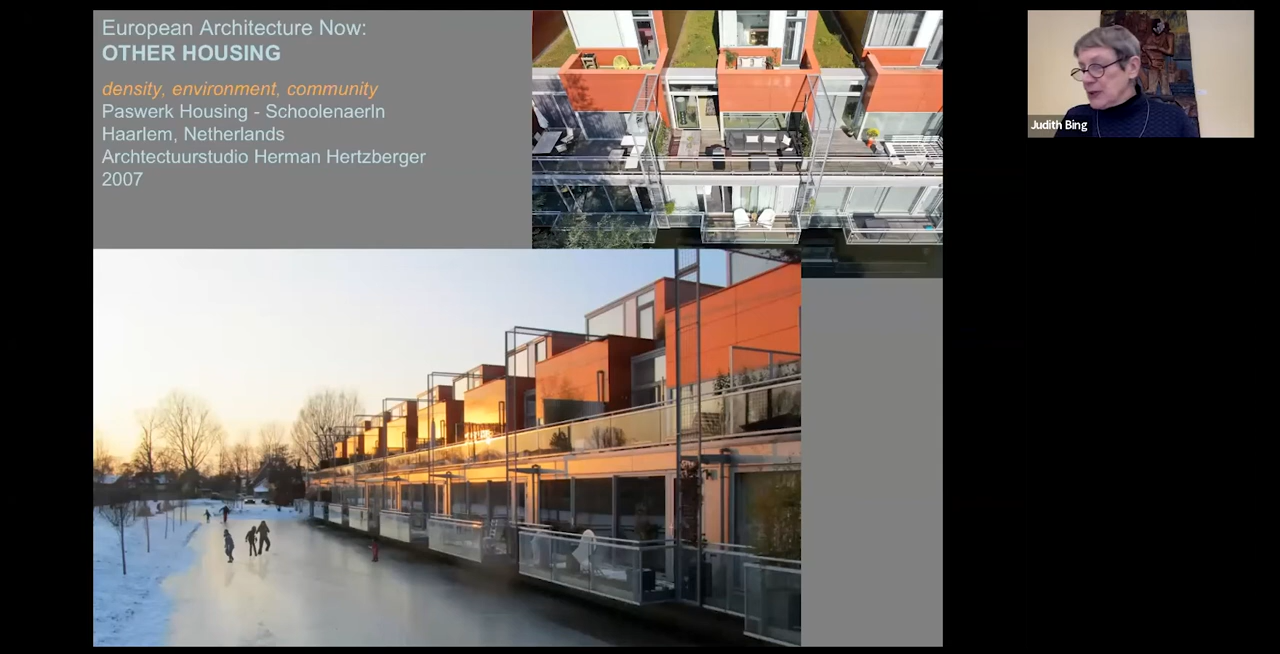 European Architecture Now:
OTHER HOUSING
density, environment, community
Paswerk Housing - Schoolenaerln
Haarlem, Netherlands
Archtectuurstudio Herman Hertzberger
2007
Judith Bing